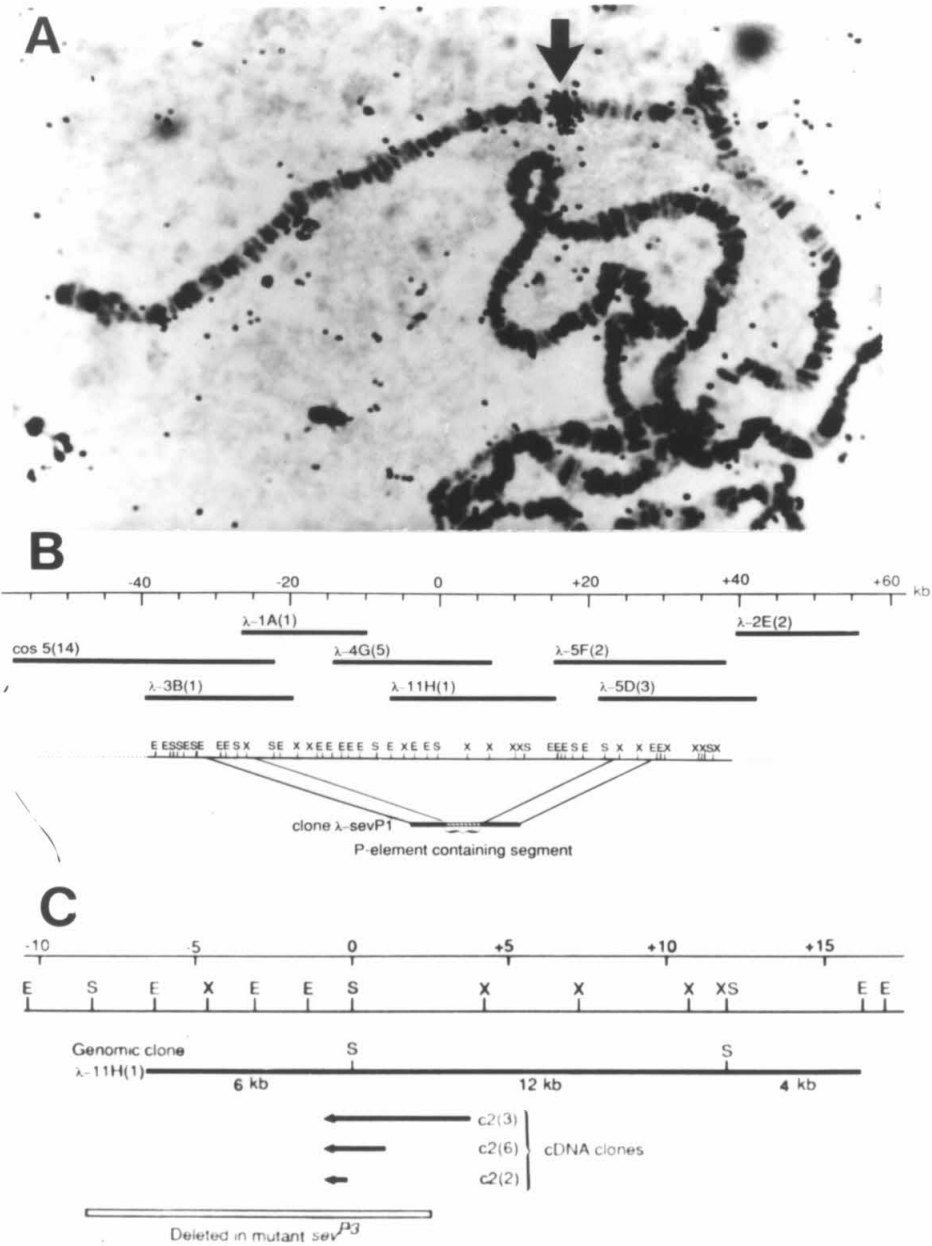 A
B
-40 -20 0 +20 +40 +60 kb
λ-1A(1) λ-2E(2)
cos 5(14) λ-4G(5) λ-5F(2)
λ-3B(1) λ-11H(1) λ-5D(3)
clone λ-sevP1
P-element containing segment
C
-10 -5 0 +5 +10 +15
E S E X E E S X X X X S E E
Genomic clone S S
λ-11H(1)
6 kb 12 kb 4 kb
c2(3)
c2(6) cDNA clones
c2(2)
Deleted in mutant sevP3